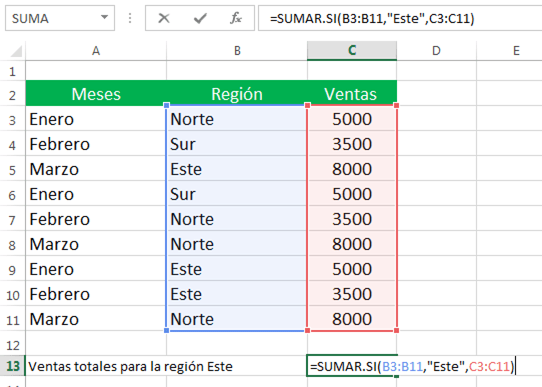 SUMA =SUMAR.SI(B3:B11,"Este",C3:C11)
A B C D E
1
2 Meses Región Ventas
3 Enero Norte 5000
4 Febrero Sur 3500
5 Marzo Este 8000
6 Enero Sur 5000
7 Febrero Norte 3500
8 Marzo Norte 8000
9 Enero Este 5000
10 Febrero Este 3500
11 Marzo Norte 8000
12
13 Ventas totales para la región Este =SUMAR.SI(B3:B11,"Este",C3:C11)